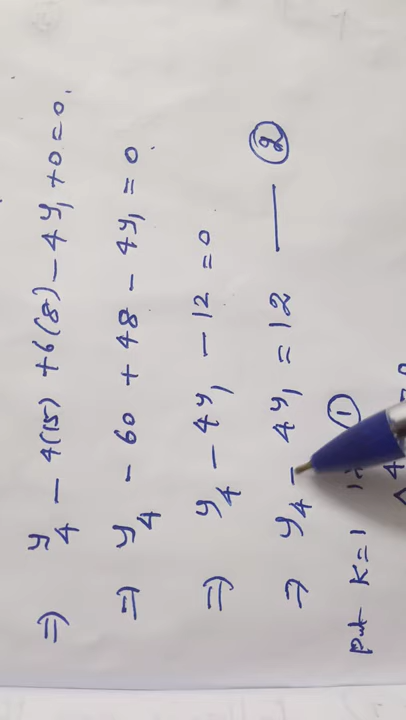 ⇒ y₄ - 4(15) + 6(8) - 4y₁ + 0 = 0.
⇒ y₄ - 60 + 48 - 4y₁ = 0
⇒ y₄ - 4y₁ - 12 = 0
⇒ y₄ - 4y₁ = 12 —— ②
put K=1 ①